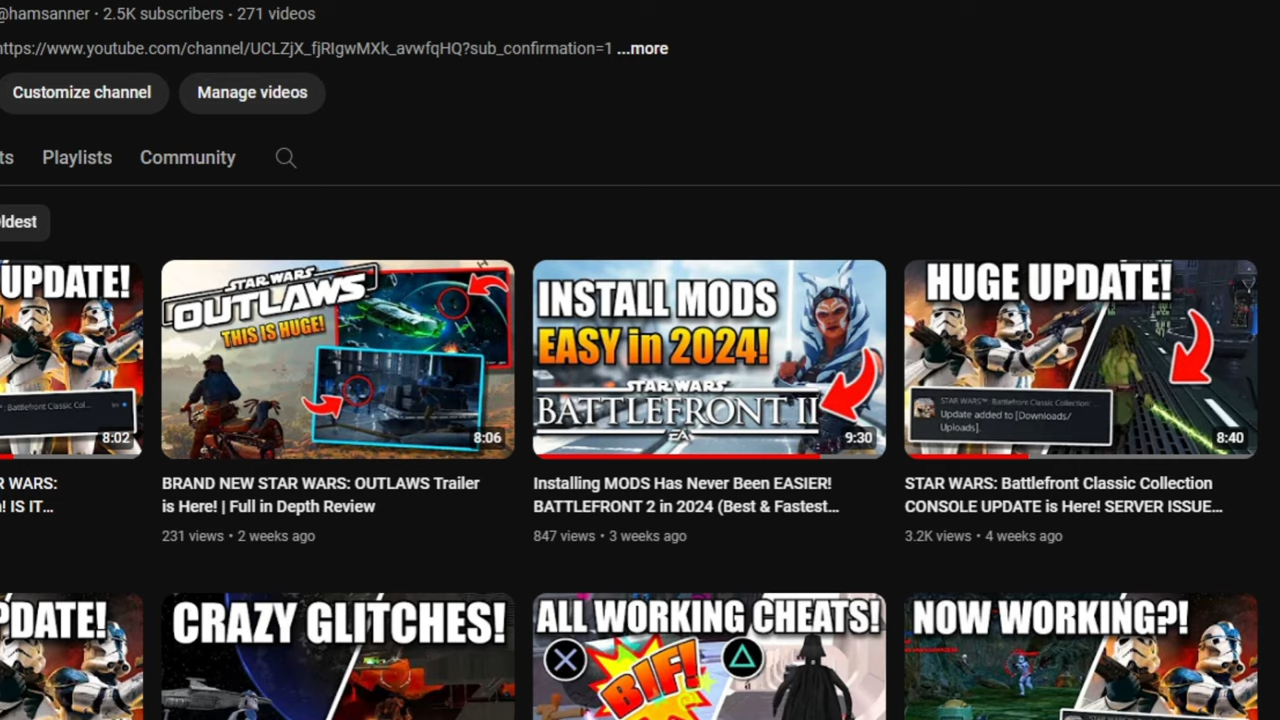 @hamsanner · 2.5K subscribers · 271 videos
https://www.youtube.com/channel/UCLZjX_fjRIgwMXk_avwfqHQ?sub_confirmation=1 ...more
Customize channel
Manage videos
ts
Playlists
Community
ldest
UPDATE!
: Battlefront Classic Col...
8:02
STAR WARS
OUTLAWS
THIS IS HUGE!
8:06
INSTALL MODS
EASY in 2024!
STAR WARS
BATTLEFRONT II
EA
9:30
HUGE UPDATE!
STAR WARS™: Battlefront Classic Collection: ...
Update added to [Downloads/
Uploads].
8:40
R WARS:
! IS IT...
BRAND NEW STAR WARS: OUTLAWS Trailer
is Here! | Full in Depth Review
231 views · 2 weeks ago
Installing MODS Has Never Been EASIER!
BATTLEFRONT 2 in 2024 (Best & Fastest...
847 views · 3 weeks ago
STAR WARS: Battlefront Classic Collection
CONSOLE UPDATE is Here! SERVER ISSUE...
3.2K views · 4 weeks ago
PDATE!
CRAZY GLITCHES!
ALL WORKING CHEATS!
BIF!
NOW WORKING?!